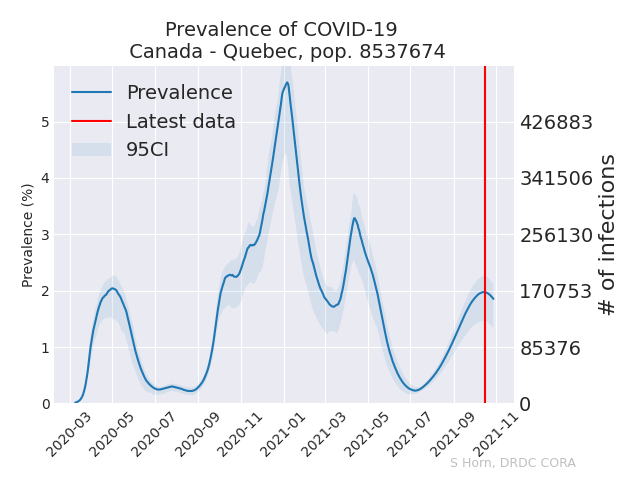 Prevalence of COVID-19
Canada - Quebec, pop. 8537674
Prevalence
Latest data
95CI
Prevalence (%)
5
4
3
2
1
0
426883
341506
256130
170753
85376
0
# of infections
2020-03
2020-05
2020-07
2020-09
2020-11
2021-01
2021-03
2021-05
2021-07
2021-09
2021-11
S Horn, DRDC CORA